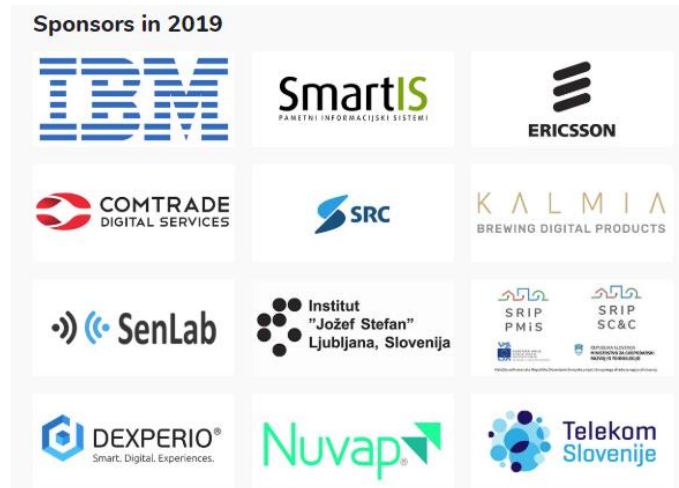 Sponsors in 2019
IBM
SmartIS
PAMETNI INFORMACIJSKI SISTEMI
ERICSSON
COMTRADE
DIGITAL SERVICES
SRC
KALMIA
BREWING DIGITAL PRODUCTS
SenLab
Institut
"Jožef Stefan"
Ljubljana, Slovenija
SRIP
PMiS
SRIP
SC&C
REPUBLIKA SLOVENIJA
MINISTRSTVO ZA GOSPODARSKI
RAZVOJ IN TEHNOLOGIJO
DEXPERIO®
Smart. Digital. Experiences.
Nuvap®
Telekom
Slovenije